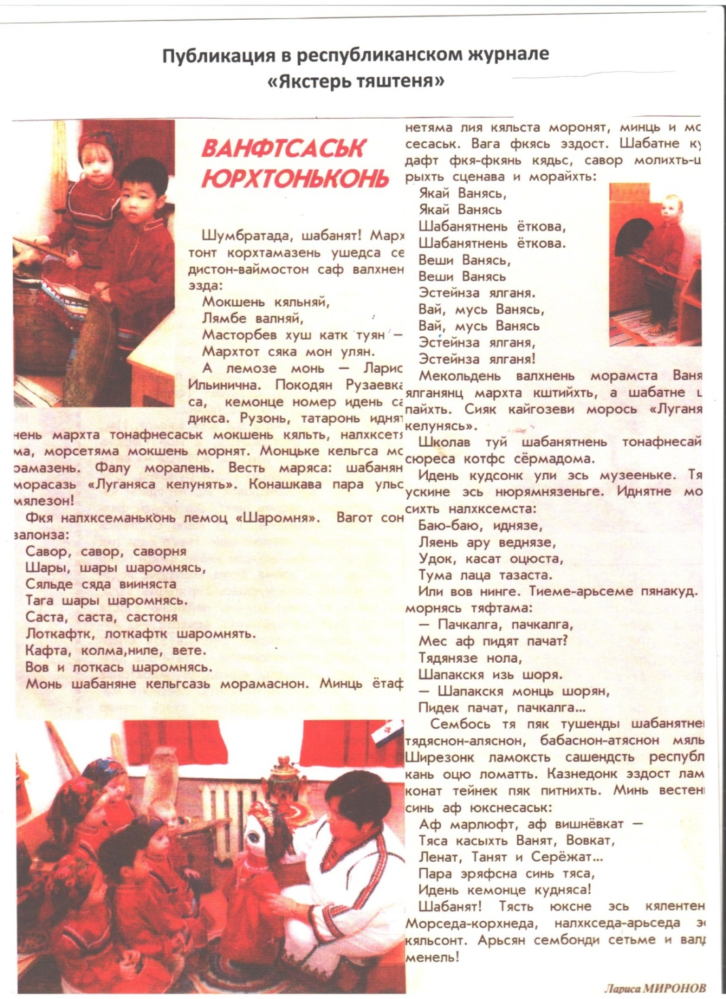 Публикация в республиканском журнале
«Якстерь тяштеня»
ВАНФТСАСЬК
ЮРХТОНЬКОНЬ
Шумбратада, шабанят! Марх
тонт корхтамазень ушедса се
дистон-ваймостон саф валхнен
эзда:
Мокшень кяльняй,
Лямбе валняй,
Масторбев хуш катк туян —
Мархтот сяка мон улян.
А лемозе монь — Ларис
Ильинична. Покодян Рузаевка
са, кемонце номер идень са
дикса. Рузонь, татаронь иднят
нень мархта тонафнесаськ мокшень кяльть, налхксетя
ма, морсетяма мокшень морнят. Монцьке кельгса мо
рамазень. Фалу моралень. Весть маряса: шабанян
морасазь «Луганяса келунять». Конашкава пара ульс
мялезон!
Фкя налхксеманьконь лемоц «Шаромня». Вагот сон
валонза:
Савор, савор, саворня
Шары, шары шаромнясь,
Сяльде сяда вииняста
Тага шары шаромнясь.
Саста, саста, састоня
Лоткафтк, лоткафтк шаромнять.
Кафта, колма,ниле, вете.
Вов и лоткась шаромнясь.
Монь шабаняне кельгсазь морамаснон. Минць ётаф
нетяма лия кяльста моронят, минць и мо
сесаськ. Вага фкясь эздост. Шабатне ку
дафт фкя-фкянь кядьс, савор молихть-ш
рыхть сценава и морайхть:
Якай Ванясь,
Якай Ванясь
Шабанятнень ёткова,
Шабанятнень ёткова.
Веши Ванясь,
Веши Ванясь
Эстейнза ялганя.
Вай, мусь Ванясь,
Вай, мусь Ванясь
Эстейнза ялганя,
Эстейнза ялганя!
Мекольдень валхнень морамста Ваня
ялганянц мархта кштийхть, а шабатне ц
пайхть. Сияк кайгозеви морось «Луганя
келунясь».
Школав туй шабанятнень тонафнесай
сюреса котфс сёрмадома.
Идень кудсонк ули эсь музееньке. Тя
ускине эсь нюрямнязеньге. Иднятне мо
сихть налхксемста:
Баю-баю, иднязе,
Ляень ару веднязе,
Удок, касат оцюста,
Тума лаца тазаста.
Или вов нинге. Тиеме-арьсеме пянакуд.
морнясь тяфтама:
— Пачкалга, пачкалга,
Мес аф пидят пачат?
Тядянязе нола,
Шапакскя изь шоря.
— Шапакскя монць шорян,
Пидек пачат, пачкалга...
Сембось тя пяк тушенды шабанятне
тядяснон-аляснон, бабаснон-атяснон мяль
Ширезонк ламоксть сашендсть республ
кань оцю ломатть. Казнедонк эздост лам
конат тейнек пяк питнихть. Минь вестен
синь аф юкснесаськ:
Аф марлюфт, аф вишнёвкат —
Тяса касыхть Ванят, Вовкат,
Ленат, Танят и Серёжат...
Пара эряфсна синь тяса,
Идень кемонце кудняса!
Шабанят! Тясть юксне эсь кялентен
Морседа-корхнеда, налхкседа-арьседа э
кяльсонт. Арьсян сембонди сетьме и валд
менель!
Лариса МИРОНОВ